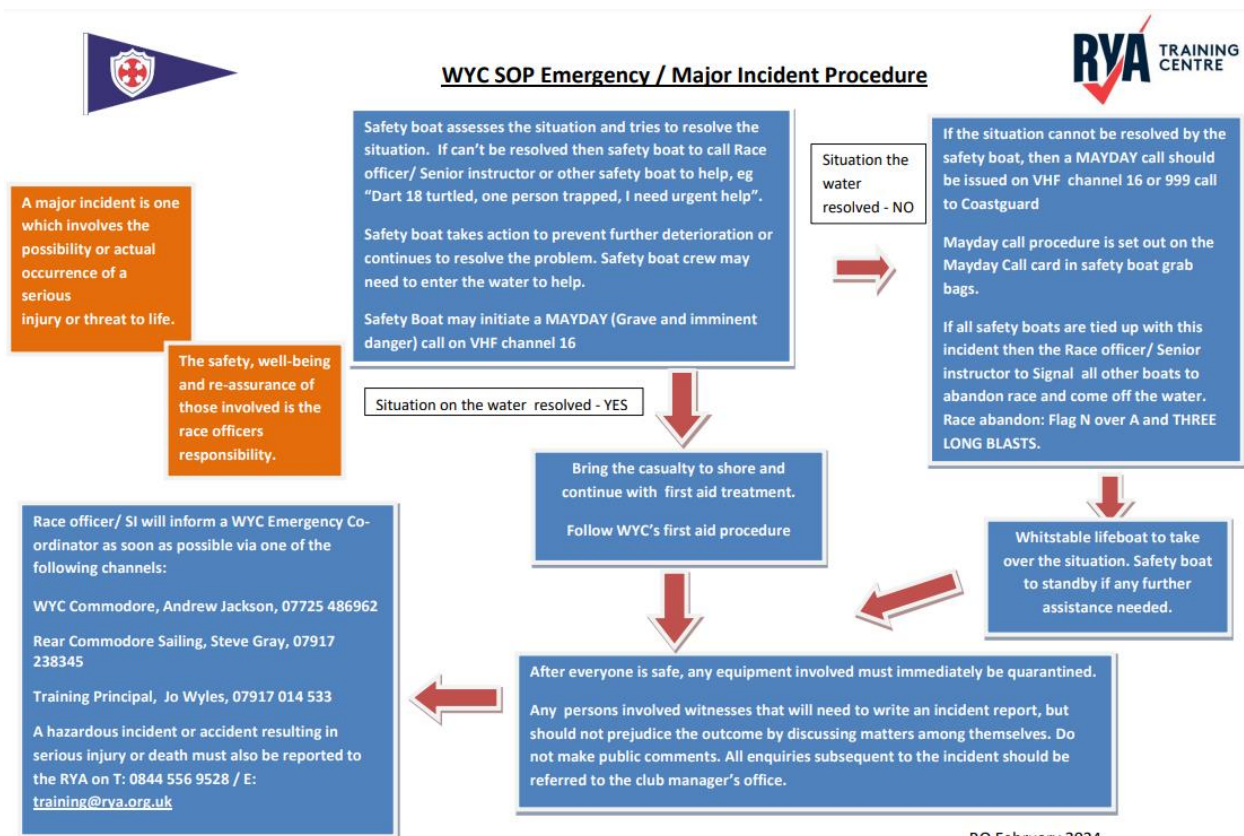 RYA TRAINING
CENTRE
WYC SOP Emergency / Major Incident Procedure
A major incident is one
which involves the
possibility or actual
occurrence of a
serious
injury or threat to life.
The safety, well-being
and re-assurance of
those involved is the
race officers
responsibility.
Safety boat assesses the situation and tries to resolve the
situation. If can't be resolved then safety boat to call Race
officer/ Senior instructor or other safety boat to help, eg
“Dart 18 turtled, one person trapped, I need urgent help”.
Safety boat takes action to prevent further deterioration or
continues to resolve the problem. Safety boat crew may
need to enter the water to help.
Safety Boat may initiate a MAYDAY (Grave and imminent
danger) call on VHF channel 16
Situation the
water
resolved - NO
If the situation cannot be resolved by the
safety boat, then a MAYDAY call should
be issued on VHF channel 16 or 999 call
to Coastguard
Mayday call procedure is set out on the
Mayday Call card in safety boat grab
bags.
If all safety boats are tied up with this
incident then the Race officer/ Senior
instructor to Signal all other boats to
abandon race and come off the water.
Race abandon: Flag N over A and THREE
LONG BLASTS.
Situation on the water resolved - YES
Bring the casualty to shore and
continue with first aid treatment.
Follow WYC's first aid procedure
Whitstable lifeboat to take
over the situation. Safety boat
to standby if any further
assistance needed.
After everyone is safe, any equipment involved must immediately be quarantined.
Any persons involved witnesses that will need to write an incident report, but
should not prejudice the outcome by discussing matters among themselves. Do
not make public comments. All enquiries subsequent to the incident should be
referred to the club manager's office.
Race officer/ SI will inform a WYC Emergency Co-
ordinator as soon as possible via one of the
following channels:
WYC Commodore, Andrew Jackson, 07725 486962
Rear Commodore Sailing, Steve Gray, 07917
238345
Training Principal, Jo Wyles, 07917 014 533
A hazardous incident or accident resulting in
serious injury or death must also be reported to
the RYA on T: 0844 556 9528 / E:
training@rya.org.uk
February 2024